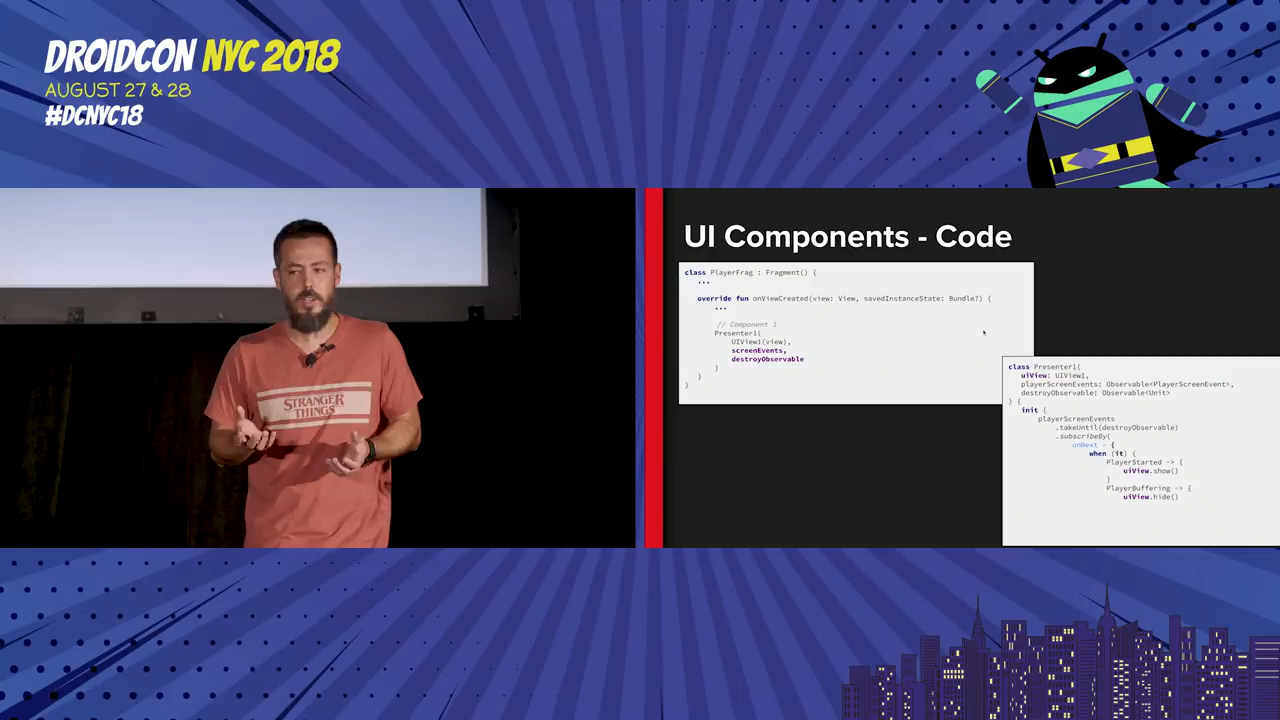 DROIDCON NYC 2018
AUGUST 27 & 28
#DCNYC18
STRANGER
THINGS
UI Components - Code
class PlayerFrag : Fragment() {
...
override fun onViewCreated(view: View, savedInstanceState: Bundle?) {
...
// Component 1
Presenter1(
UIView1(view),
screenEvents,
destroyObservable
)
}
}
class Presenter1(
uiView: UIView1,
playerScreenEvents: Observable<PlayerScreenEvent>,
destroyObservable: Observable<Unit>
) {
init {
playerScreenEvents
.takeUntil(destroyObservable)
.subscribeBy(
onNext = {
when (it) {
PlayerStarted -> {
uiView.show()
}
PlayerBuffering -> {
uiView.hide()